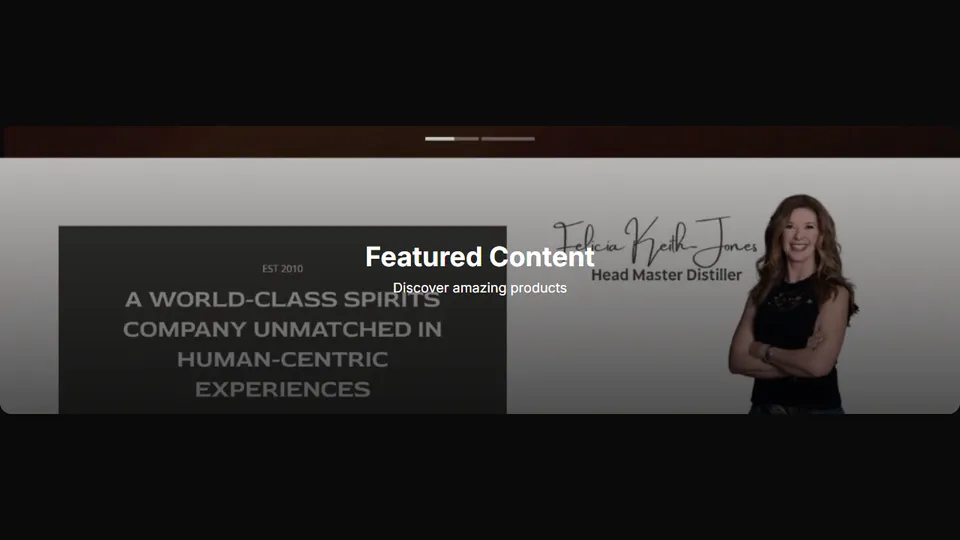 Felicia Keith-Jones
Head Master Distiller
Featured Content
Discover amazing products
EST 2010
A WORLD-CLASS SPIRITS
COMPANY UNMATCHED IN
HUMAN-CENTRIC
EXPERIENCES